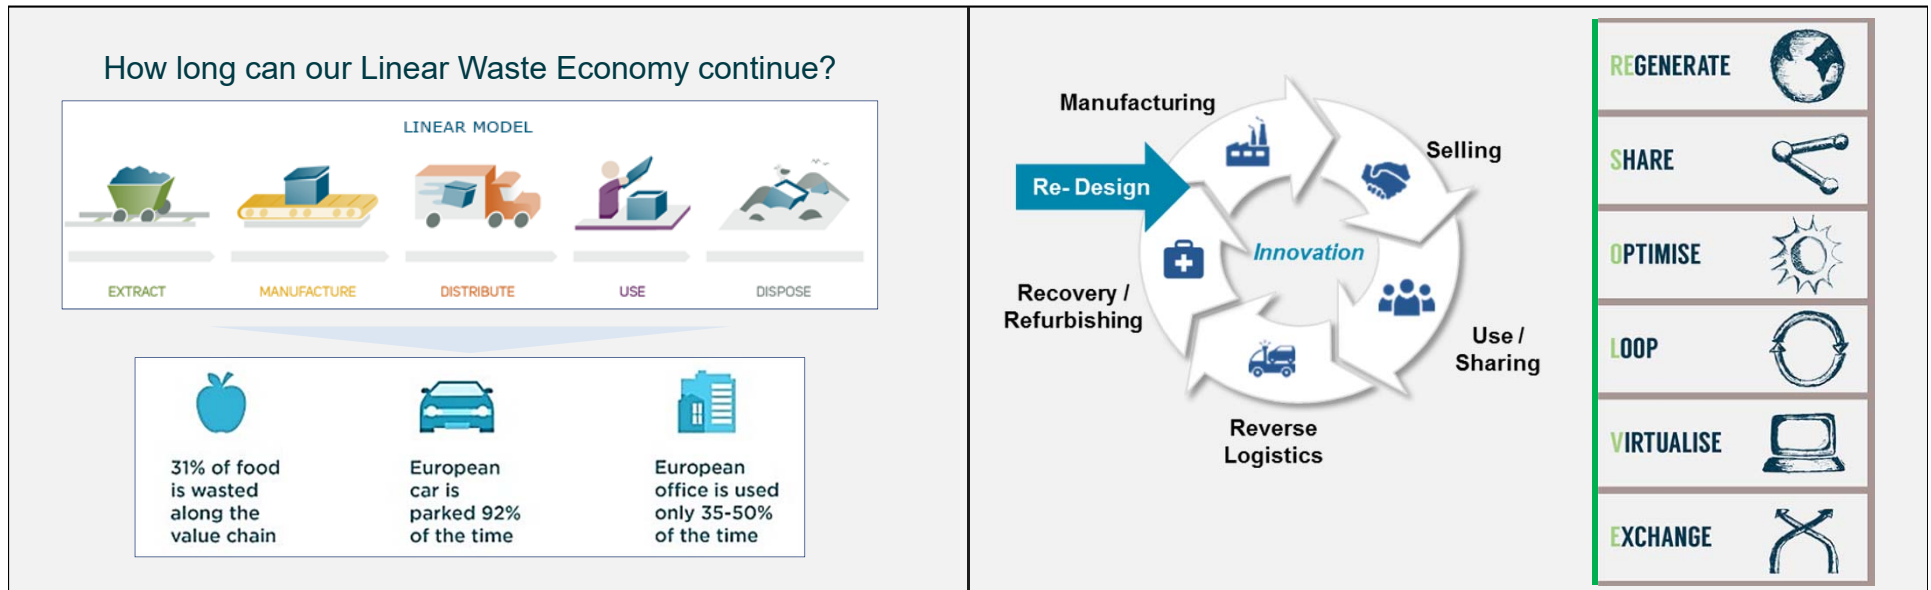 How long can our Linear Waste Economy continue?
LINEAR MODEL
EXTRACT
MANUFACTURE
DISTRIBUTE
USE
DISPOSE
31% of food
is wasted
along the
value chain
European
car is
parked 92%
of the time
European
office is used
only 35-50%
of the time
Manufacturing
Selling
Re- Design
Innovation
Recovery /
Refurbishing
Use /
Sharing
Reverse
Logistics
REGENERATE
SHARE
OPTIMISE
LOOP
VIRTUALISE
EXCHANGE